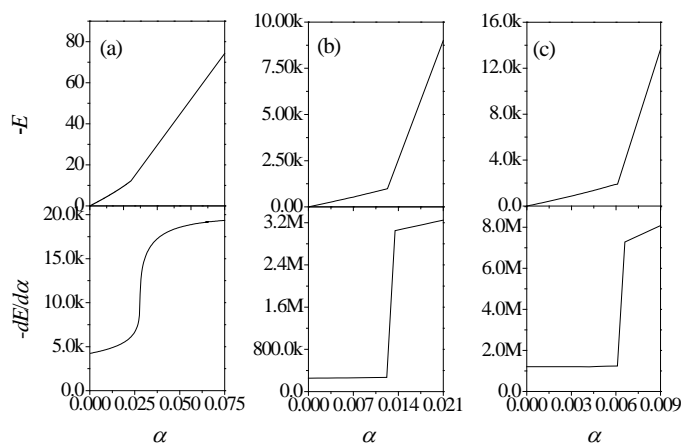 (a)
(b)
(c)
-E
80
60
40
20
0
10.00k
7.50k
5.00k
2.50k
0.00
16.0k
12.0k
8.0k
4.0k
0.0
-dE/dα
20.0k
15.0k
10.0k
5.0k
0.0
3.2M
2.4M
1.6M
800.0k
0.0
8.0M
6.0M
4.0M
2.0M
0.0
0.000 0.025 0.050 0.075
0.000 0.007 0.014 0.021
0.000 0.003 0.006 0.009
α α α